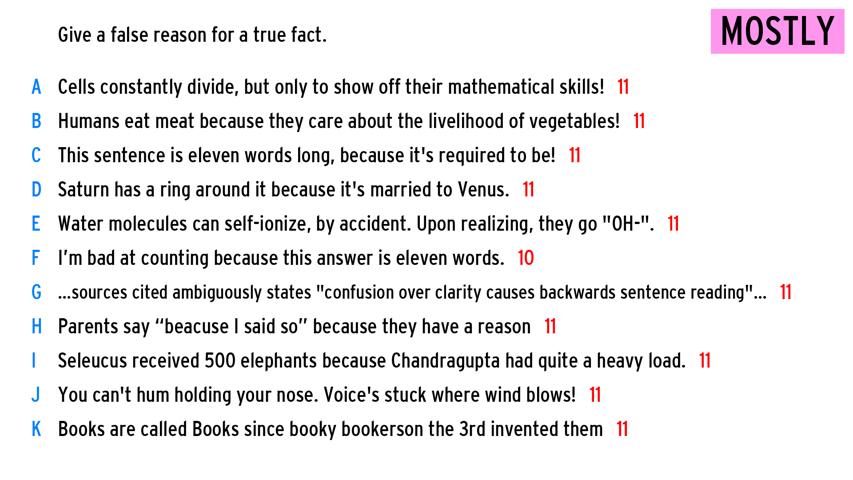 Give a false reason for a true fact.
MOSTLY
A Cells constantly divide, but only to show off their mathematical skills! 11
B Humans eat meat because they care about the livelihood of vegetables! 11
C This sentence is eleven words long, because it's required to be! 11
D Saturn has a ring around it because it's married to Venus. 11
E Water molecules can self-ionize, by accident. Upon realizing, they go "OH-". 11
F I’m bad at counting because this answer is eleven words. 10
G ...sources cited ambiguously states "confusion over clarity causes backwards sentence reading"... 11
H Parents say “beacuse I said so” because they have a reason 11
I Seleucus received 500 elephants because Chandragupta had quite a heavy load. 11
J You can't hum holding your nose. Voice's stuck where wind blows! 11
K Books are called Books since booky bookerson the 3rd invented them 11